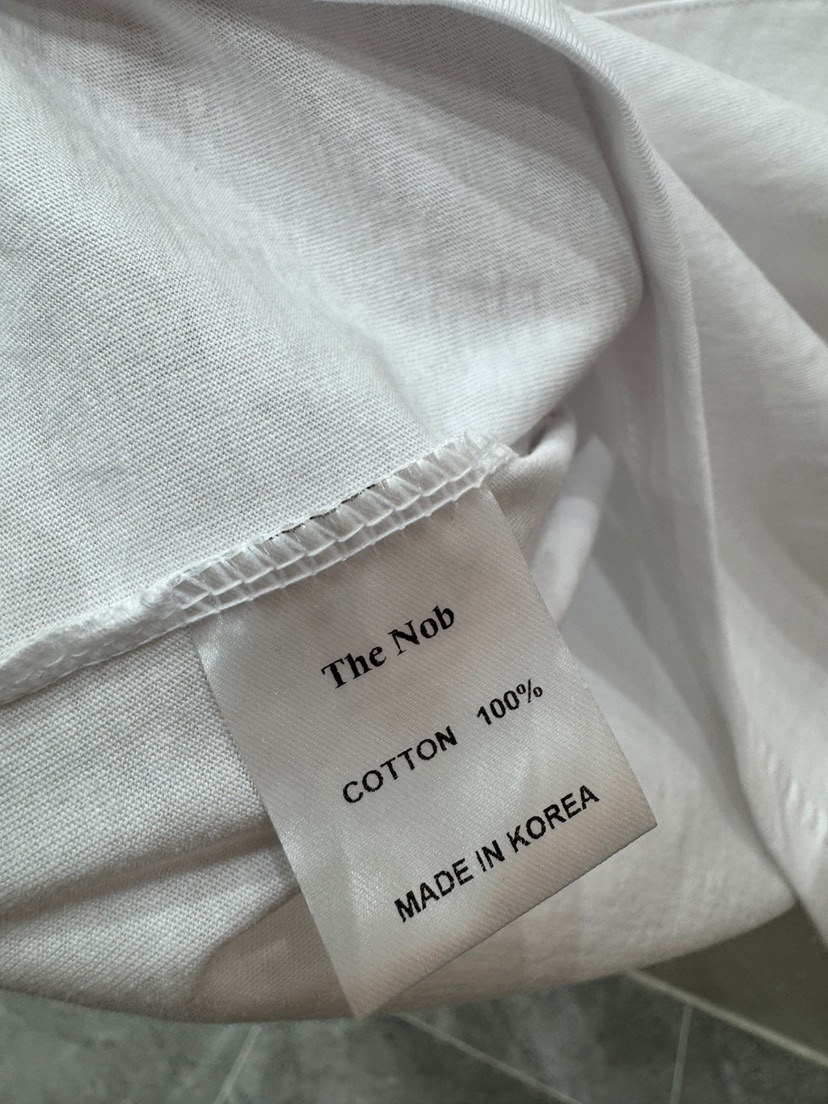 The Nob
COTTON 100%
MADE IN KOREA